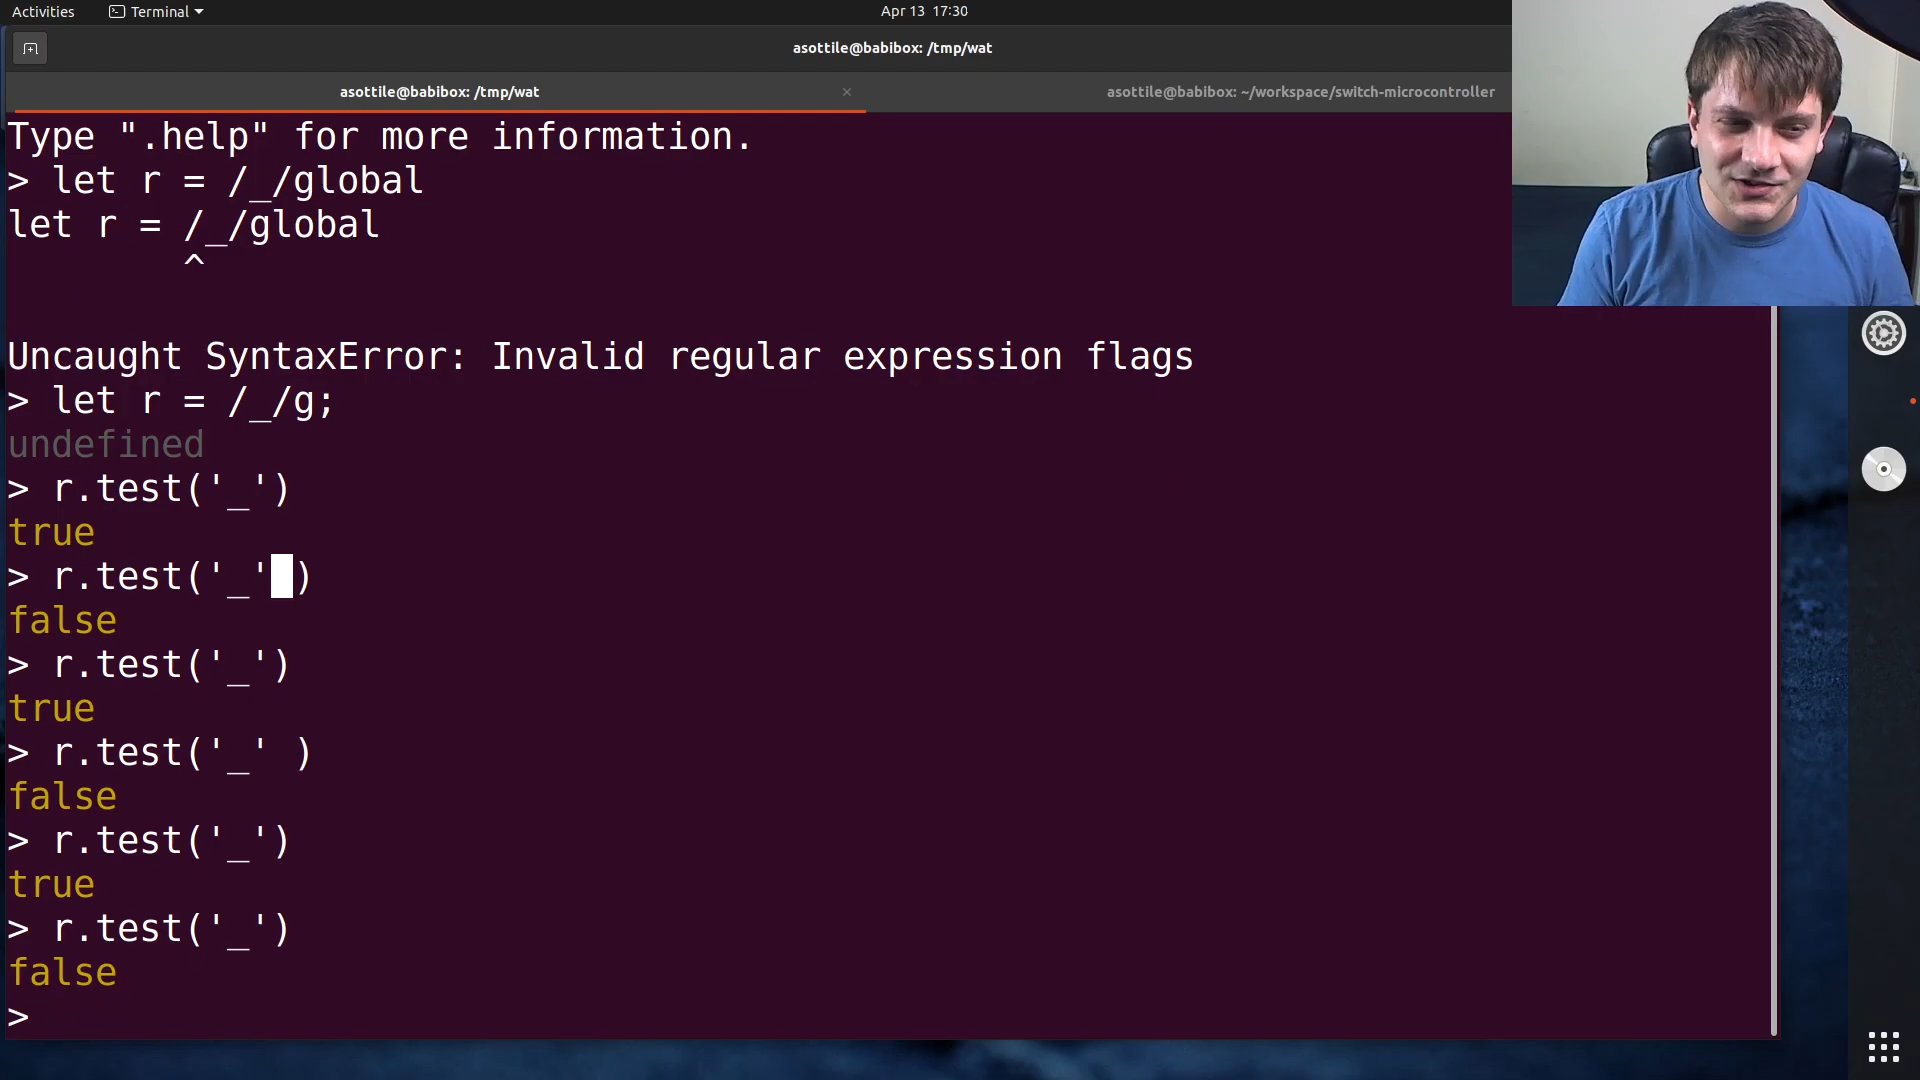 Activities
Terminal
Apr 13 17:30
asottile@babibox: /tmp/wat
asottile@babibox: /tmp/wat
asottile@babibox: ~/workspace/switch-microcontroller
Type ".help" for more information.
> let r = /_/global
let r = /_/global
^
Uncaught SyntaxError: Invalid regular expression flags
> let r = /_/g;
undefined
> r.test('_')
true
> r.test('_' )
false
> r.test('_')
true
> r.test('_' )
false
> r.test('_')
true
> r.test('_')
false
>